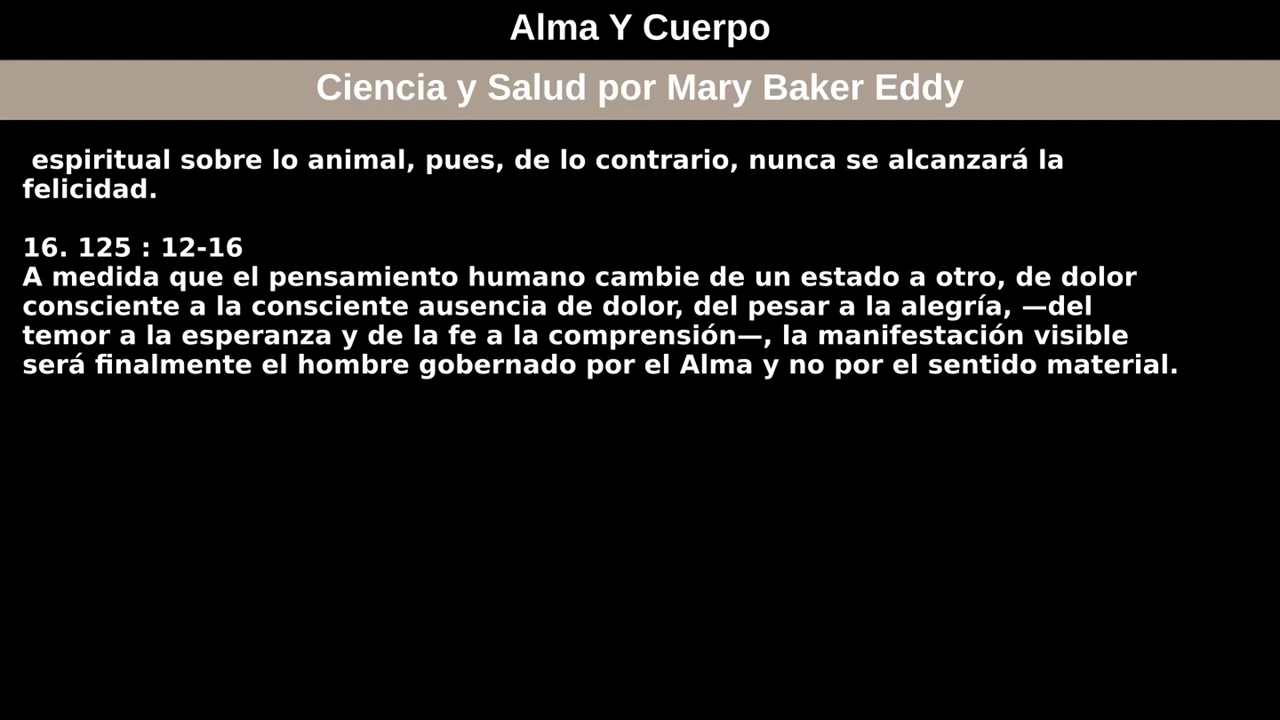 Alma Y Cuerpo
Ciencia y Salud por Mary Baker Eddy
espiritual sobre lo animal, pues, de lo contrario, nunca se alcanzará la
felicidad.
16. 125 : 12-16
A medida que el pensamiento humano cambie de un estado a otro, de dolor
consciente a la consciente ausencia de dolor, del pesar a la alegría, —del
temor a la esperanza y de la fe a la comprensión—, la manifestación visible
será finalmente el hombre gobernado por el Alma y no por el sentido material.